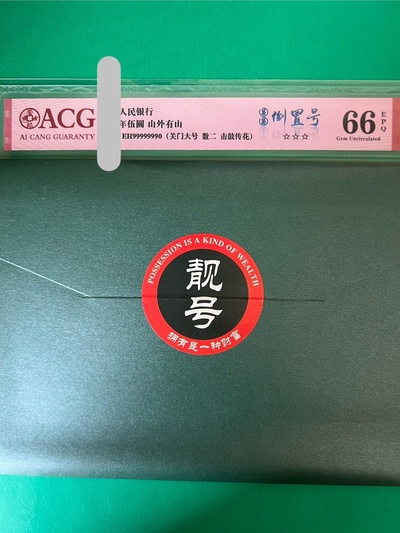 ACG
AI CANG GUARANTY
人民银行
年伍圆 山外有山
EH99999990 (关门大号 数二 击鼓传花)
倒置号
☆☆☆
66
EPQ
Gem Uncirculated
POSSESSION IS A KIND OF WEALTH
靓号
拥有是一种财富